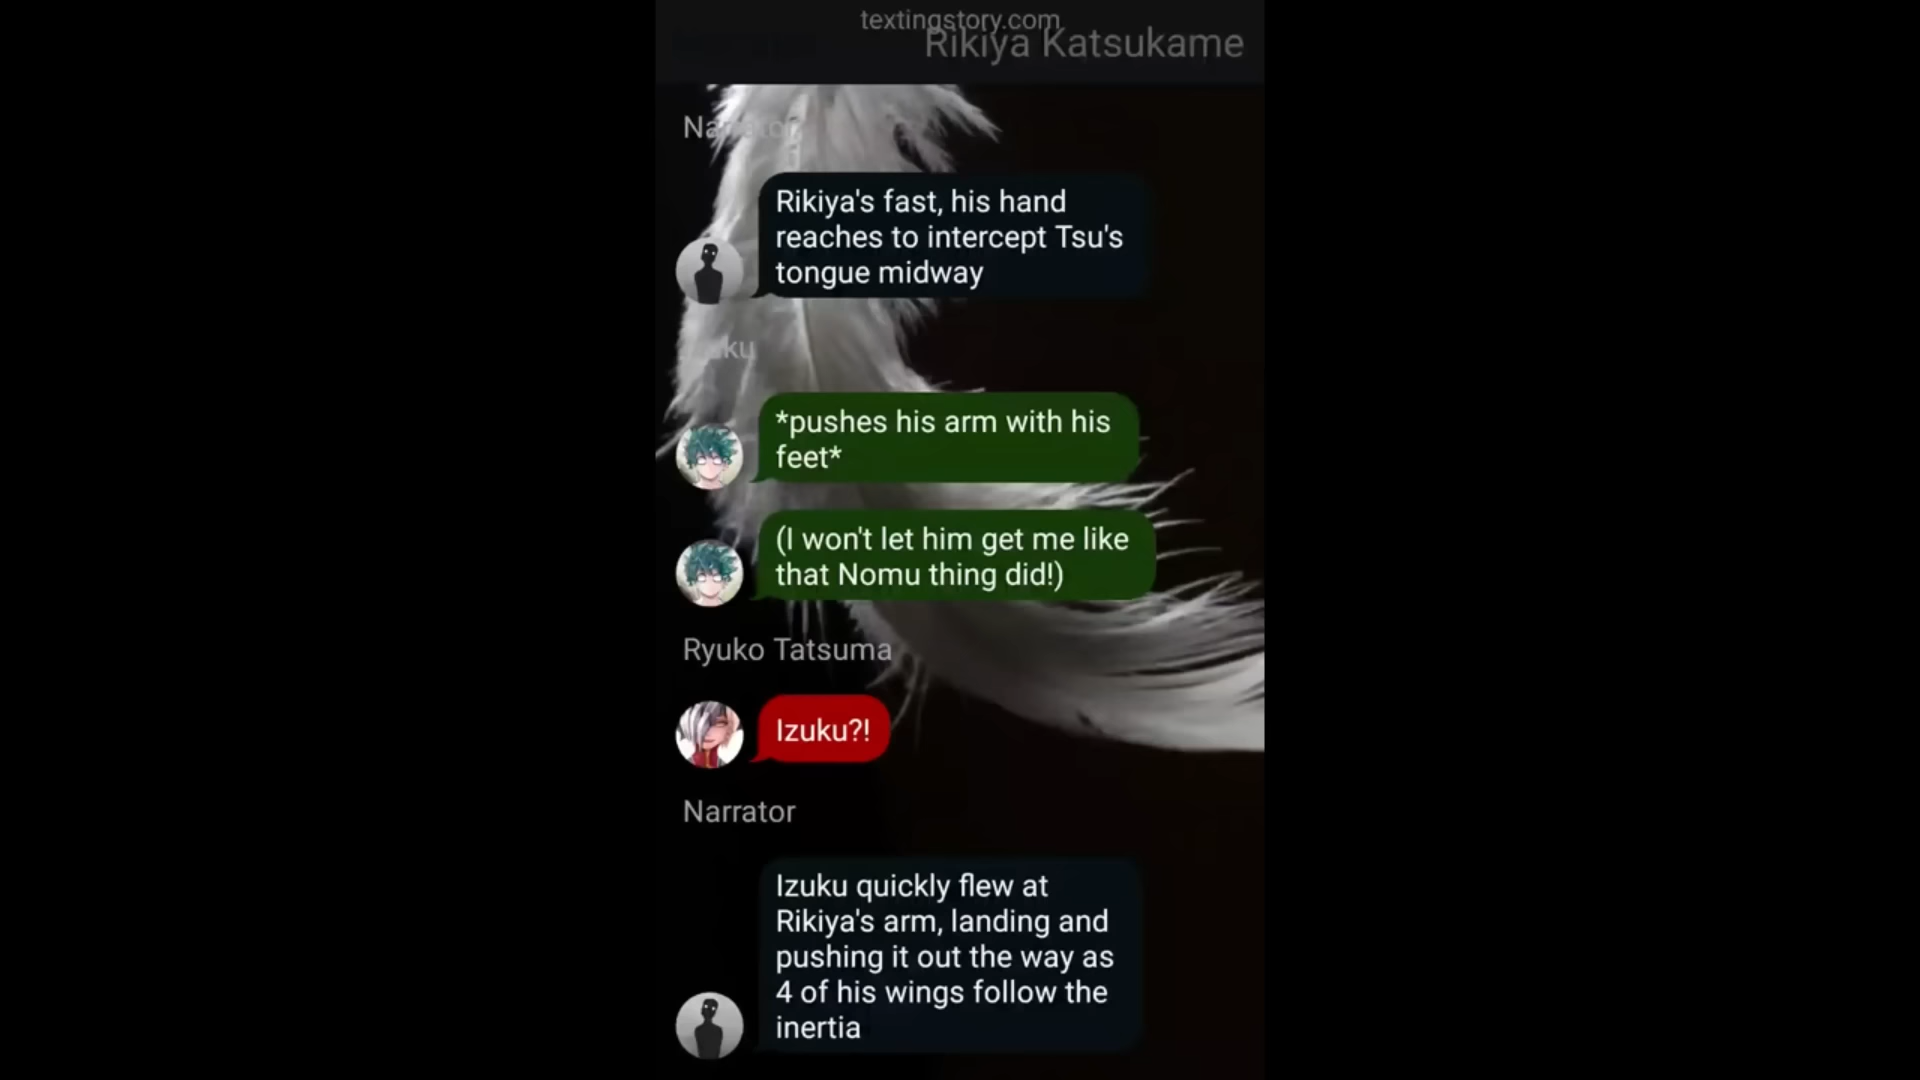 textingstory.com
Rikiya Katsukame
Narrator
Rikiya's fast, his hand
reaches to intercept Tsu's
tongue midway
Izuku
*pushes his arm with his
feet*
(I won't let him get me like
that Nomu thing did!)
Ryuko Tatsuma
Izuku?!
Narrator
Izuku quickly flew at
Rikiya's arm, landing and
pushing it out the way as
4 of his wings follow the
inertia